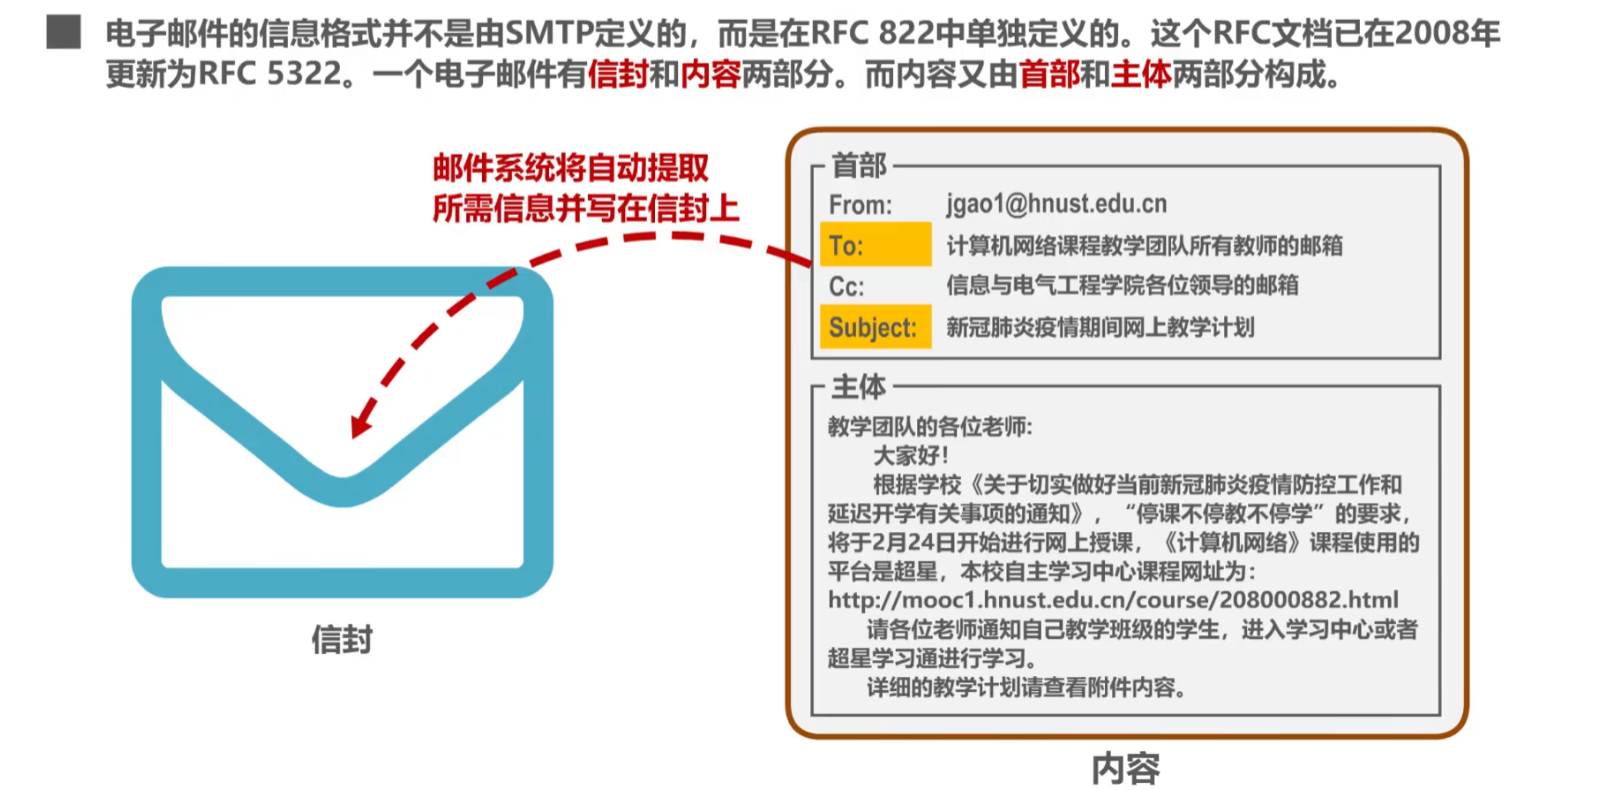 电子邮件的信息格式并不是由SMTP定义的，而是在RFC 822中单独定义的。这个RFC文档已在2008年
更新为RFC 5322。一个电子邮件有信封和内容两部分。而内容又由首部和主体两部分构成。
邮件系统将自动提取
所需信息并写在信封上
信封
首部
From: jgao1@hnust.edu.cn
To: 计算机网络课程教学团队所有教师的邮箱
Cc: 信息与电气工程学院各位领导的邮箱
Subject: 新冠肺炎疫情期间网上教学计划
主体
教学团队的各位老师:
大家好！
根据学校《关于切实做好当前新冠肺炎疫情防控工作和
延迟开学有关事项的通知》，“停课不停教不停学”的要求，
将于2月24日开始进行网上授课，《计算机网络》课程使用的
平台是超星，本校自主学习中心课程网址为：
http://mooc1.hnust.edu.cn/course/208000882.html
请各位老师通知自己教学班级的学生，进入学习中心或者
超星学习通进行学习。
详细的教学计划请查看附件内容。
内容